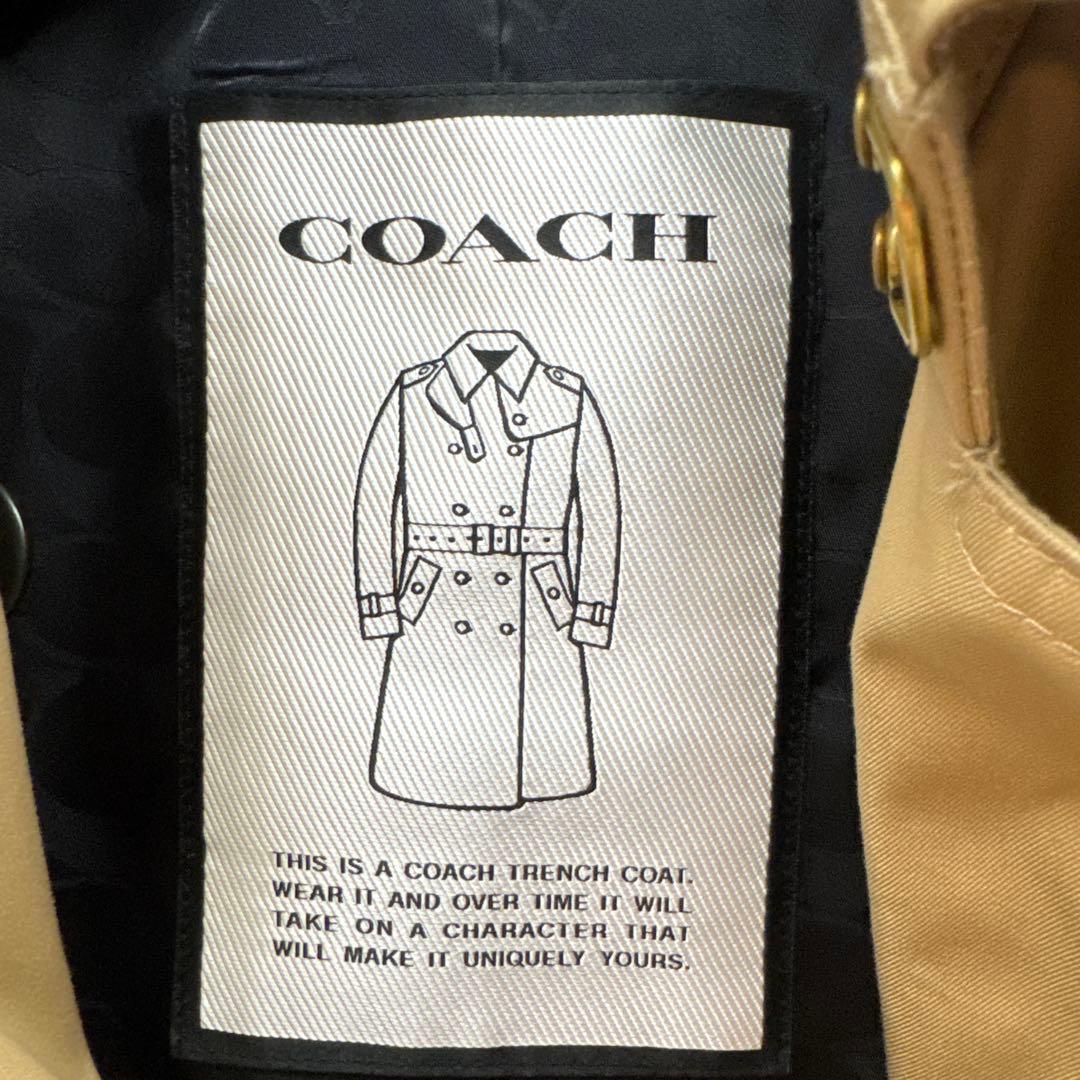 COACH
THIS IS A COACH TRENCH COAT.
WEAR IT AND OVER TIME IT WILL
TAKE ON A CHARACTER THAT
WILL MAKE IT UNIQUELY YOURS.